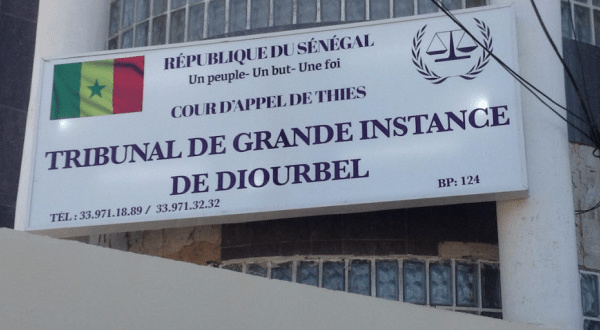 RÉPUBLIQUE DU SÉNÉGAL
Un peuple- Un but- Une foi
COUR D'APPEL DE THIES
TRIBUNAL DE GRANDE INSTANCE
DE DIOURBEL
TÉL : 33.971.18.89 / 33.971.32.32
BP: 124